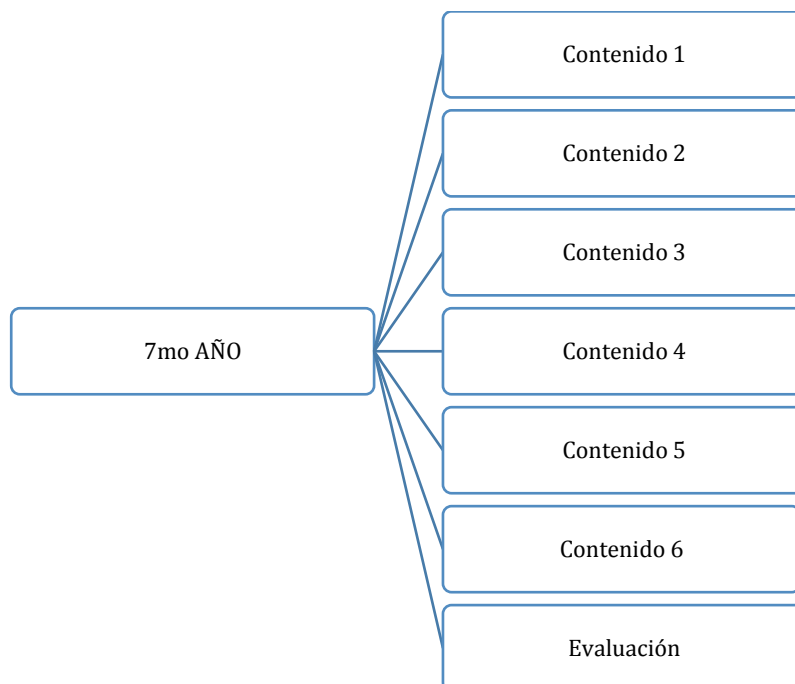 Contenido 1
Contenido 2
Contenido 3
7mo AÑO
Contenido 4
Contenido 5
Contenido 6
Evaluación